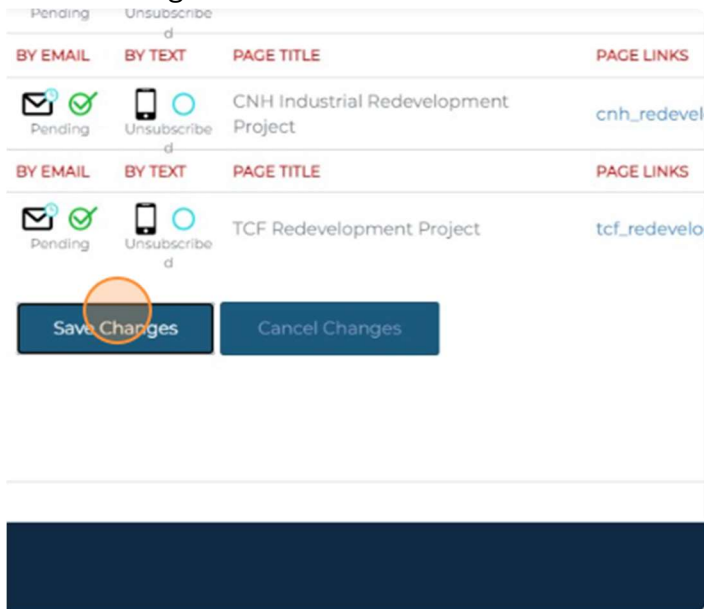 Pending Unsubscribe
d
BY EMAIL BY TEXT PAGE TITLE PAGE LINKS
CNH Industrial Redevelopment
Project
cnh_redevel
Pending Unsubscribe
d
BY EMAIL BY TEXT PAGE TITLE PAGE LINKS
TCF Redevelopment Project tcf_redevelo
Pending Unsubscribe
d
Save Changes Cancel Changes